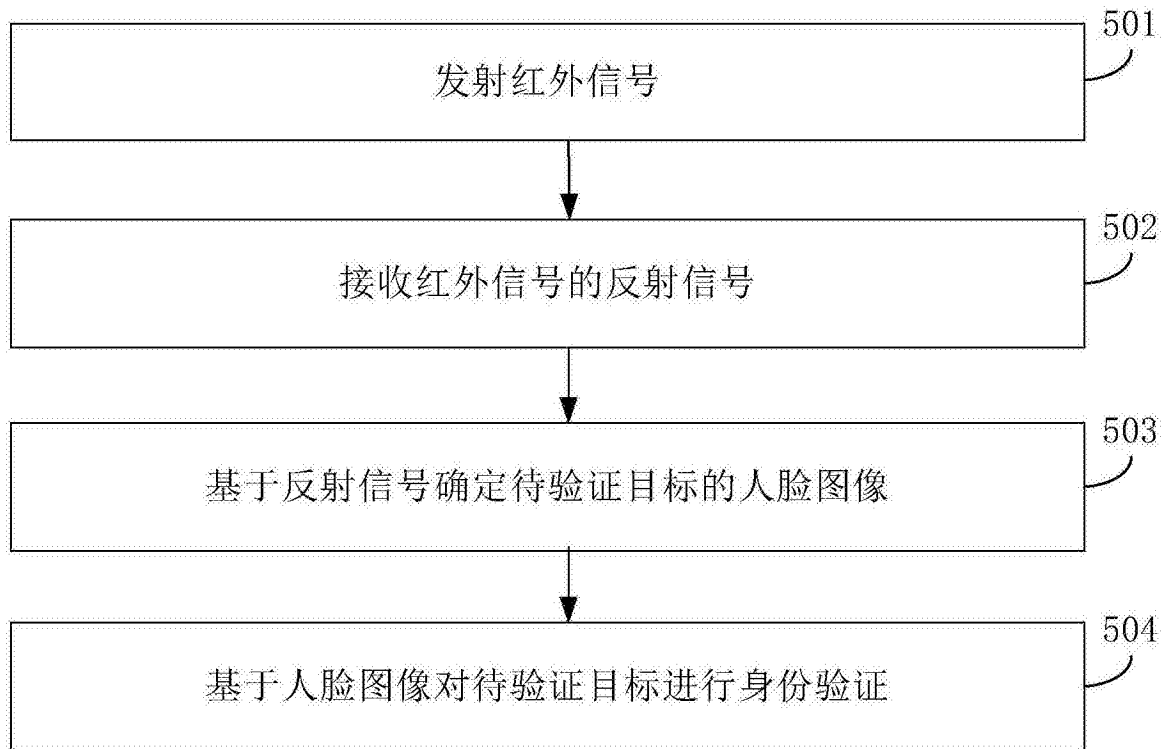 501
发射红外信号
502
接收红外信号的反射信号
503
基于反射信号确定待验证目标的人脸图像
504
基于人脸图像对待验证目标进行身份验证